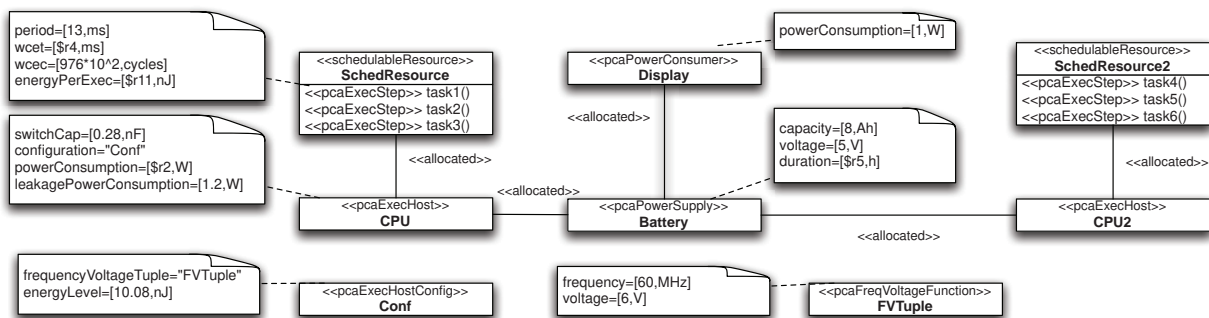 period=[13,ms]
wcet=[$r4,ms]
wcec=[976*10^2,cycles]
energyPerExec=[$r11,nJ]
<<schedulableResource>>
SchedResource
<<pcaExecStep>> task1()
<<pcaExecStep>> task2()
<<pcaExecStep>> task3()
<<pcaPowerConsumer>>
Display
powerConsumption=[1,W]
<<schedulableResource>>
SchedResource2
<<pcaExecStep>> task4()
<<pcaExecStep>> task5()
<<pcaExecStep>> task6()
<<allocated>>
capacity=[8,Ah]
voltage=[5,V]
duration=[$r5,h]
switchCap=[0.28,nF]
configuration="Conf"
powerConsumption=[$r2,W]
leakagePowerConsumption=[1.2,W]
<<allocated>>
<<allocated>>
<<allocated>>
<<pcaExecHost>>
CPU
<<pcaPowerSupply>>
Battery
<<pcaExecHost>>
CPU2
<<allocated>>
frequencyVoltageTuple="FVTuple"
energyLevel=[10.08,nJ]
<<pcaExecHostConfig>>
Conf
frequency=[60,MHz]
voltage=[6,V]
<<pcaFreqVoltageFunction>>
FVTuple